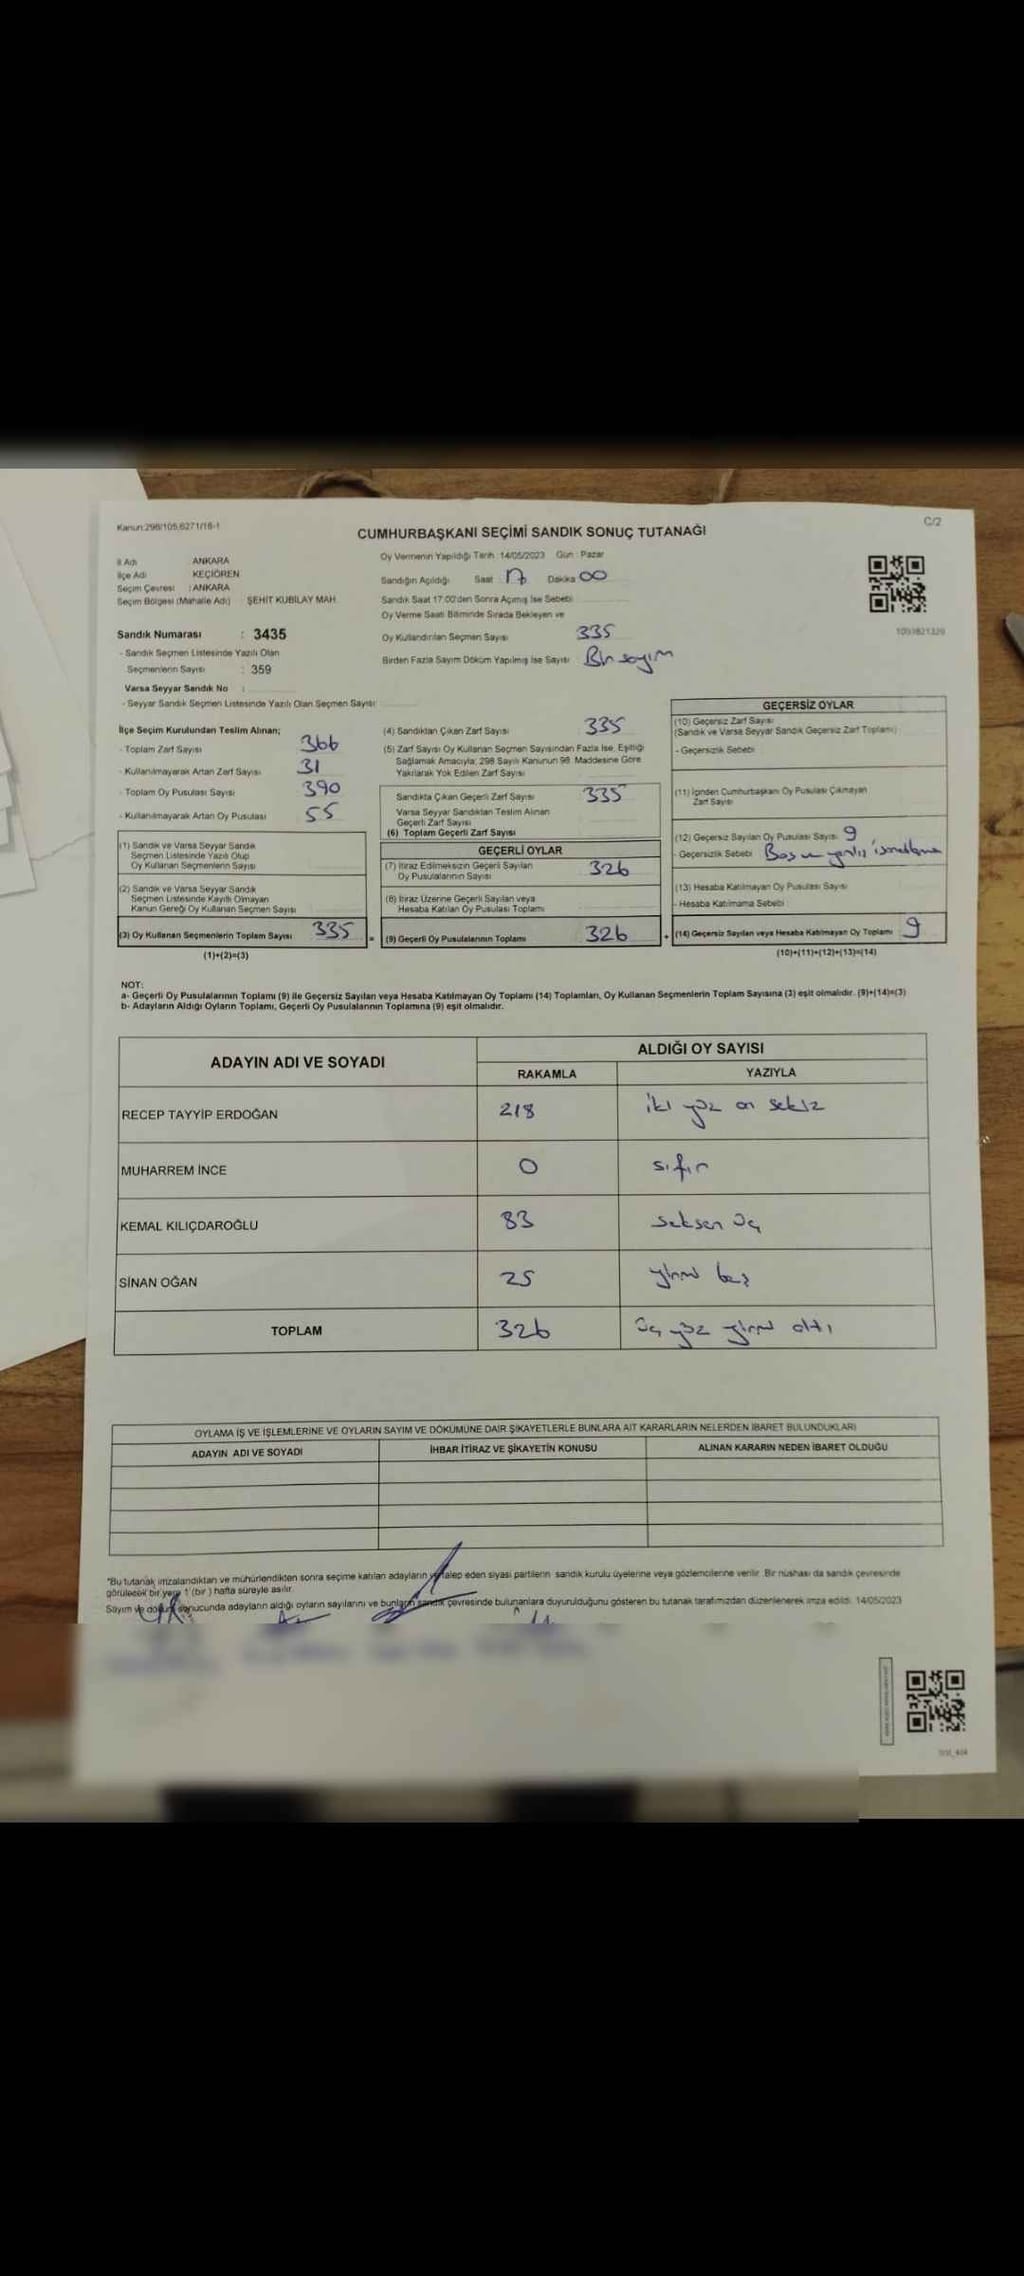 Kanun:298/105,6271/18-1
C/2
CUMHURBAŞKANI SEÇİMİ SANDIK SONUÇ TUTANAĞI
İl Adı : ANKARA
İlçe Adı : KEÇİÖREN
Seçim Çevresi : ANKARA
Seçim Bölgesi (Mahalle Adı) : ŞEHİT KUBİLAY MAH.
Sandık Numarası : 3435
- Sandık Seçmen Listesinde Yazılı Olan
Seçmenlerin Sayısı : 359
Varsa Seyyar Sandık No :
- Seyyar Sandık Seçmen Listesinde Yazılı Olan Seçmen Sayısı:
Oy Vermenin Yapıldığı Tarih :14/05/2023 Gün : Pazar
Sandığın Açıldığı Saat : 17 Dakika 00
Sandık Saat 17:00'den Sonra Açımış İse Sebebi:
Oy Verme Saati Bitiminde Sırada Bekleyen ve
Oy Kullandırılan Seçmen Sayısı 335
Birden Fazla Sayım Döküm Yapılmış İse Sayısı: Bir sayım
1093821320
İlçe Seçim Kurulundan Teslim Alınan;
- Toplam Zarf Sayısı 366
- Kullanılmayarak Artan Zarf Sayısı 31
- Toplam Oy Pusulası Sayısı 390
- Kullanılmayarak Artan Oy Pusulası 55
(1) Sandık ve Varsa Seyyar Sandık
Seçmen Listesinde Yazılı Olup
Oy Kullanan Seçmenlerin Sayısı
(2) Sandık ve Varsa Seyyar Sandık
Seçmen Listesinde Kayıtlı Olmayan
Kanun Gereği Oy Kullanan Seçmen Sayısı
(3) Oy Kullanan Seçmenlerin Toplam Sayısı 335
(1)+(2)=(3)
(4) Sandıktan Çıkan Zarf Sayısı 335
(5) Zarf Sayısı Oy Kullanan Seçmen Sayısından Fazla İse, Eşitliği
Sağlamak Amacıyla; 298 Sayılı Kanunun 98. Maddesine Göre
Yakılarak Yok Edilen Zarf Sayısı
Sandıkta Çıkan Geçerli Zarf Sayısı 335
Varsa Seyyar Sandıktan Teslim Alınan
Geçerli Zarf Sayısı
(6) Toplam Geçerli Zarf Sayısı
GEÇERLİ OYLAR
(7) İtiraz Edilmeksizin Geçerli Sayılan
Oy Pusulalarının Sayısı 326
(8) İtiraz Üzerine Geçerli Sayılan veya
Hesaba Katılan Oy Pusulası Toplamı
= (9) Geçerli Oy Pusulalarının Toplamı 326
GEÇERSİZ OYLAR
(10) Geçersiz Zarf Sayısı
(Sandık ve Varsa Seyyar Sandık Geçersiz Zarf Toplamı)
- Geçersizlik Sebebi
(11) İçinden Cumhurbaşkanı Oy Pusulası Çıkmayan
Zarf Sayısı
(12) Geçersiz Sayılan Oy Pusulası Sayısı 9
- Geçersizlik Sebebi
(13) Hesaba Katılmayan Oy Pusulası Sayısı
- Hesaba Katılmama Sebebi
+ (14) Geçersiz Sayılan veya Hesaba Katılmayan Oy Toplamı 9
(10)+(11)+(12)+(13)=(14)
NOT:
a- Geçerli Oy Pusulalarının Toplamı (9) ile Geçersiz Sayılan veya Hesaba Katılmayan Oy Toplamı (14) Toplamları, Oy Kullanan Seçmenlerin Toplam Sayısına (3) eşit olmalıdır. (9)+(14)=(3)
b- Adayların Aldığı Oyların Toplamı, Geçerli Oy Pusulalarının Toplamına (9) eşit olmalıdır.
ADAYIN ADI VE SOYADI ALDIĞI OY SAYISI
RAKAMLA YAZIYLA
RECEP TAYYİP ERDOĞAN 218 iki yüz on sekiz
MUHARREM İNCE 0 sıfır
KEMAL KILIÇDAROĞLU 83 seksen üç
SİNAN OĞAN 25 yirmi beş
TOPLAM 326 üç yüz yirmi altı
OYLAMA İŞ VE İŞLEMLERİNE VE OYLARIN SAYIM VE DÖKÜMÜNE DAİR ŞİKAYETLERLE BUNLARA AİT KARARLARIN NELERDEN İBARET BULUNDUKLARI
ADAYIN ADI VE SOYADI İHBAR İTİRAZ VE ŞİKAYETİN KONUSU ALINAN KARARIN NEDEN İBARET OLDUĞU
*Bu tutanak imzalandıktan ve mühürlendikten sonra seçime katılan adayların ve talep eden siyasi partilerin sandık kurulu üyelerine veya gözlemcilerine verilir. Bir nüshası da sandık çevresinde
görülecek bir yere 1 (bir ) hafta süreyle asılır.
Sayım ve döküm sonucunda adayların aldığı oyların sayılarını ve bunların sandık çevresinde bulunanlara duyurulduğunu gösteren bu tutanak tarafımızdan düzenlenerek imza edildi. 14/05/2023